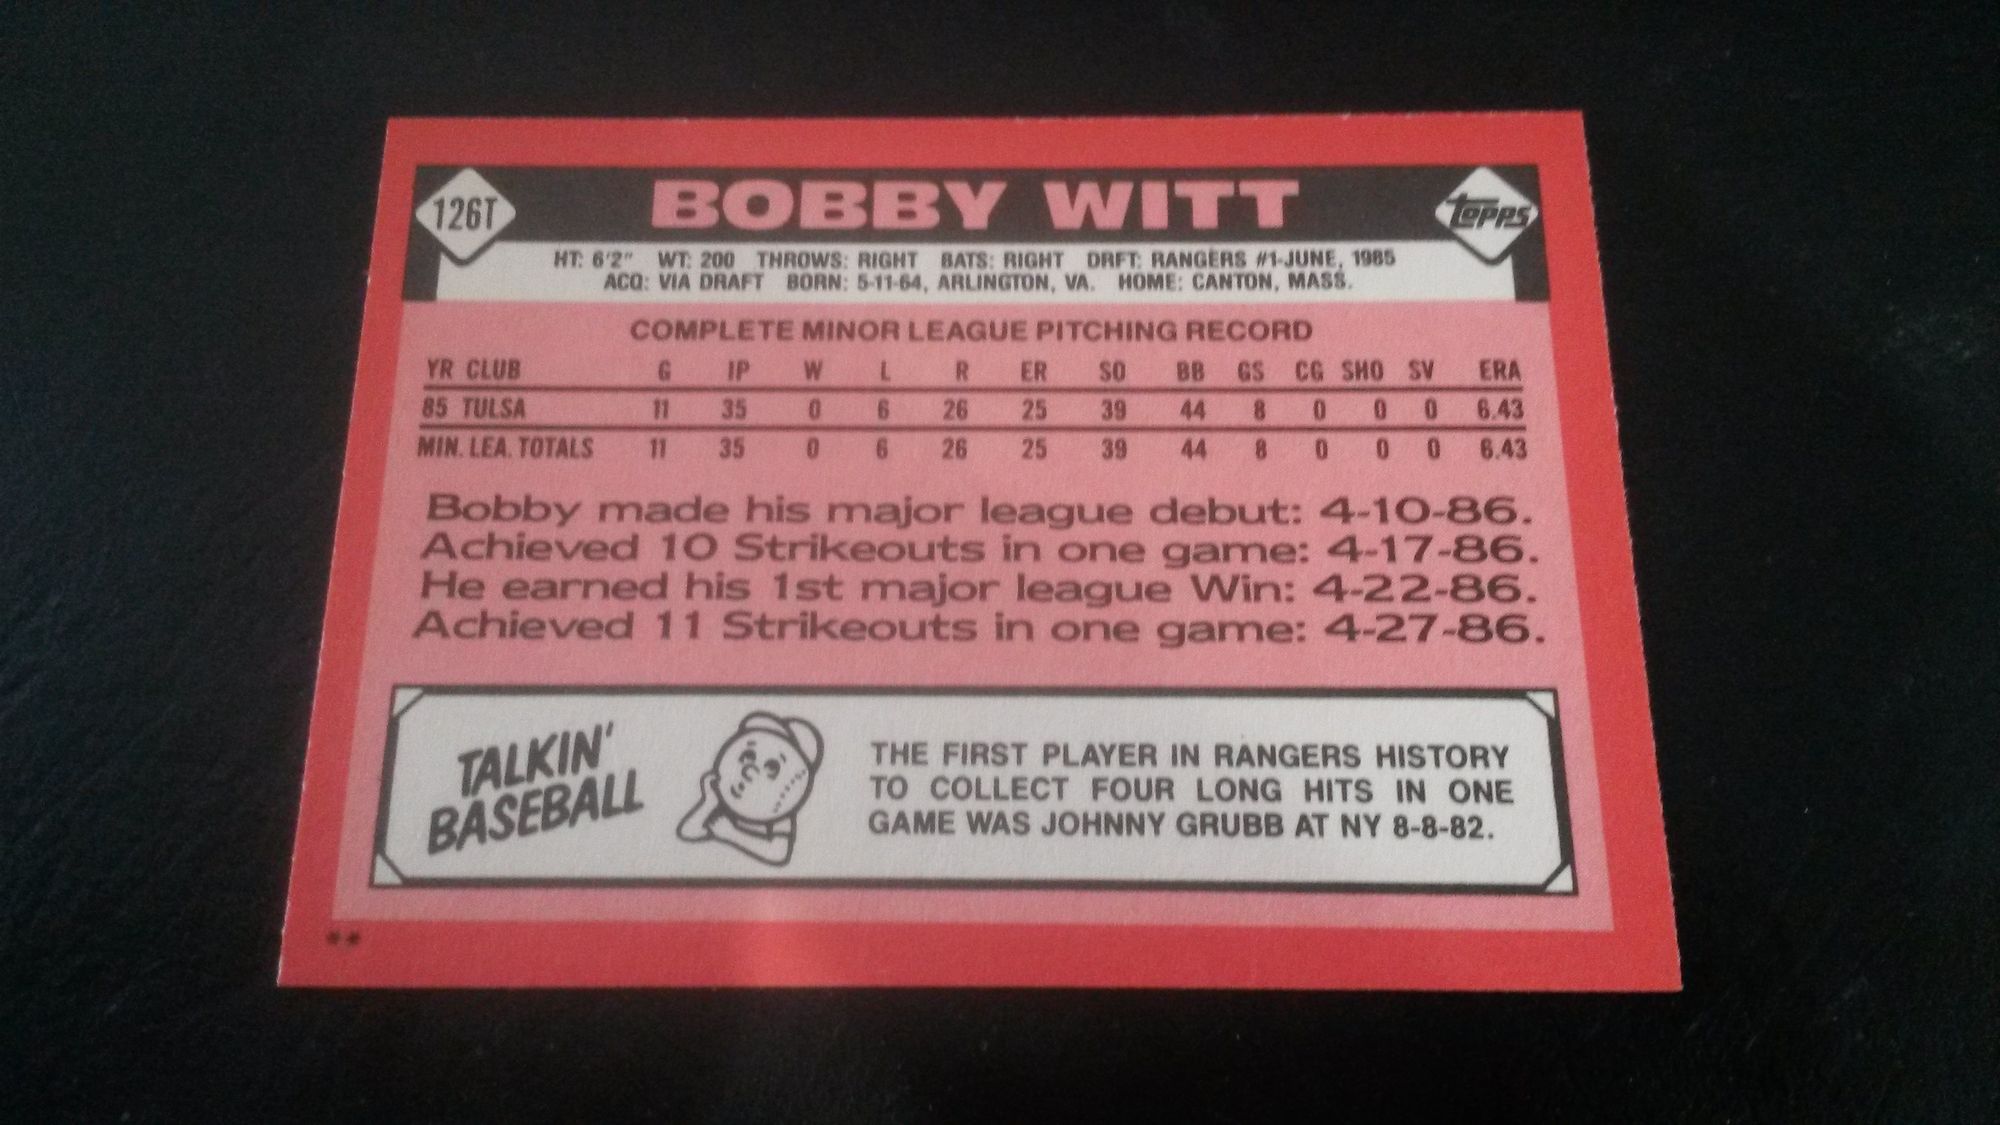 126T
BOBBY WITT
topps
HT: 6'2" WT: 200 THROWS: RIGHT BATS: RIGHT DRFT: RANGERS #1-JUNE, 1985
ACQ: VIA DRAFT BORN: 5-11-64, ARLINGTON, VA. HOME: CANTON, MASS.
COMPLETE MINOR LEAGUE PITCHING RECORD
YR CLUB G IP W L R ER SO BB GS CG SHO SV ERA
85 TULSA 11 35 0 6 26 25 39 44 8 0 0 0 6.43
MIN. LEA. TOTALS 11 35 0 6 26 25 39 44 8 0 0 0 6.43
Bobby made his major league debut: 4-10-86.
Achieved 10 Strikeouts in one game: 4-17-86.
He earned his 1st major league Win: 4-22-86.
Achieved 11 Strikeouts in one game: 4-27-86.
TALKIN'
BASEBALL
THE FIRST PLAYER IN RANGERS HISTORY
TO COLLECT FOUR LONG HITS IN ONE
GAME WAS JOHNNY GRUBB AT NY 8-8-82.
**